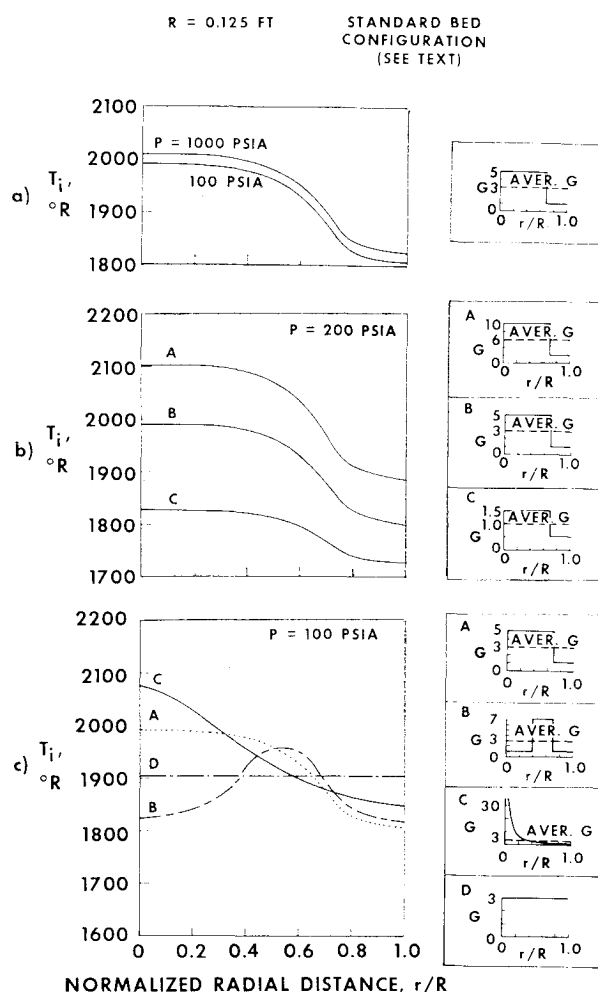 R = 0.125 FT
STANDARD BED
CONFIGURATION
(SEE TEXT)
a)
Ti,
°R
2100
2000
1900
1800
P = 1000 PSIA
100 PSIA
5
G3
0
AVER. G
r/R
1.0
b)
Ti,
°R
2200
2100
2000
1900
1800
1700
P = 200 PSIA
A
B
C
A
10
6
G
0
AVER. G
0
1.0
r/R
B
5
3
G
0
AVER. G
0
1.0
r/R
C
1.5
1.0
G
0
AVER. G
0
1.0
r/R
c)
Ti,
°R
2200
2100
2000
1900
1800
1700
1600
P = 100 PSIA
C
A
D
B
0
0.2
0.4
0.6
0.8
1.0
NORMALIZED RADIAL DISTANCE, r/R
A
5
3
G
0
AVER. G
0
1.0
r/R
B
7
G
3
0
AVER. G
0
1.0
r/R
C
30
G
3
AVER. G
0
1.0
r/R
D
3
G
0
0
1.0
r/R